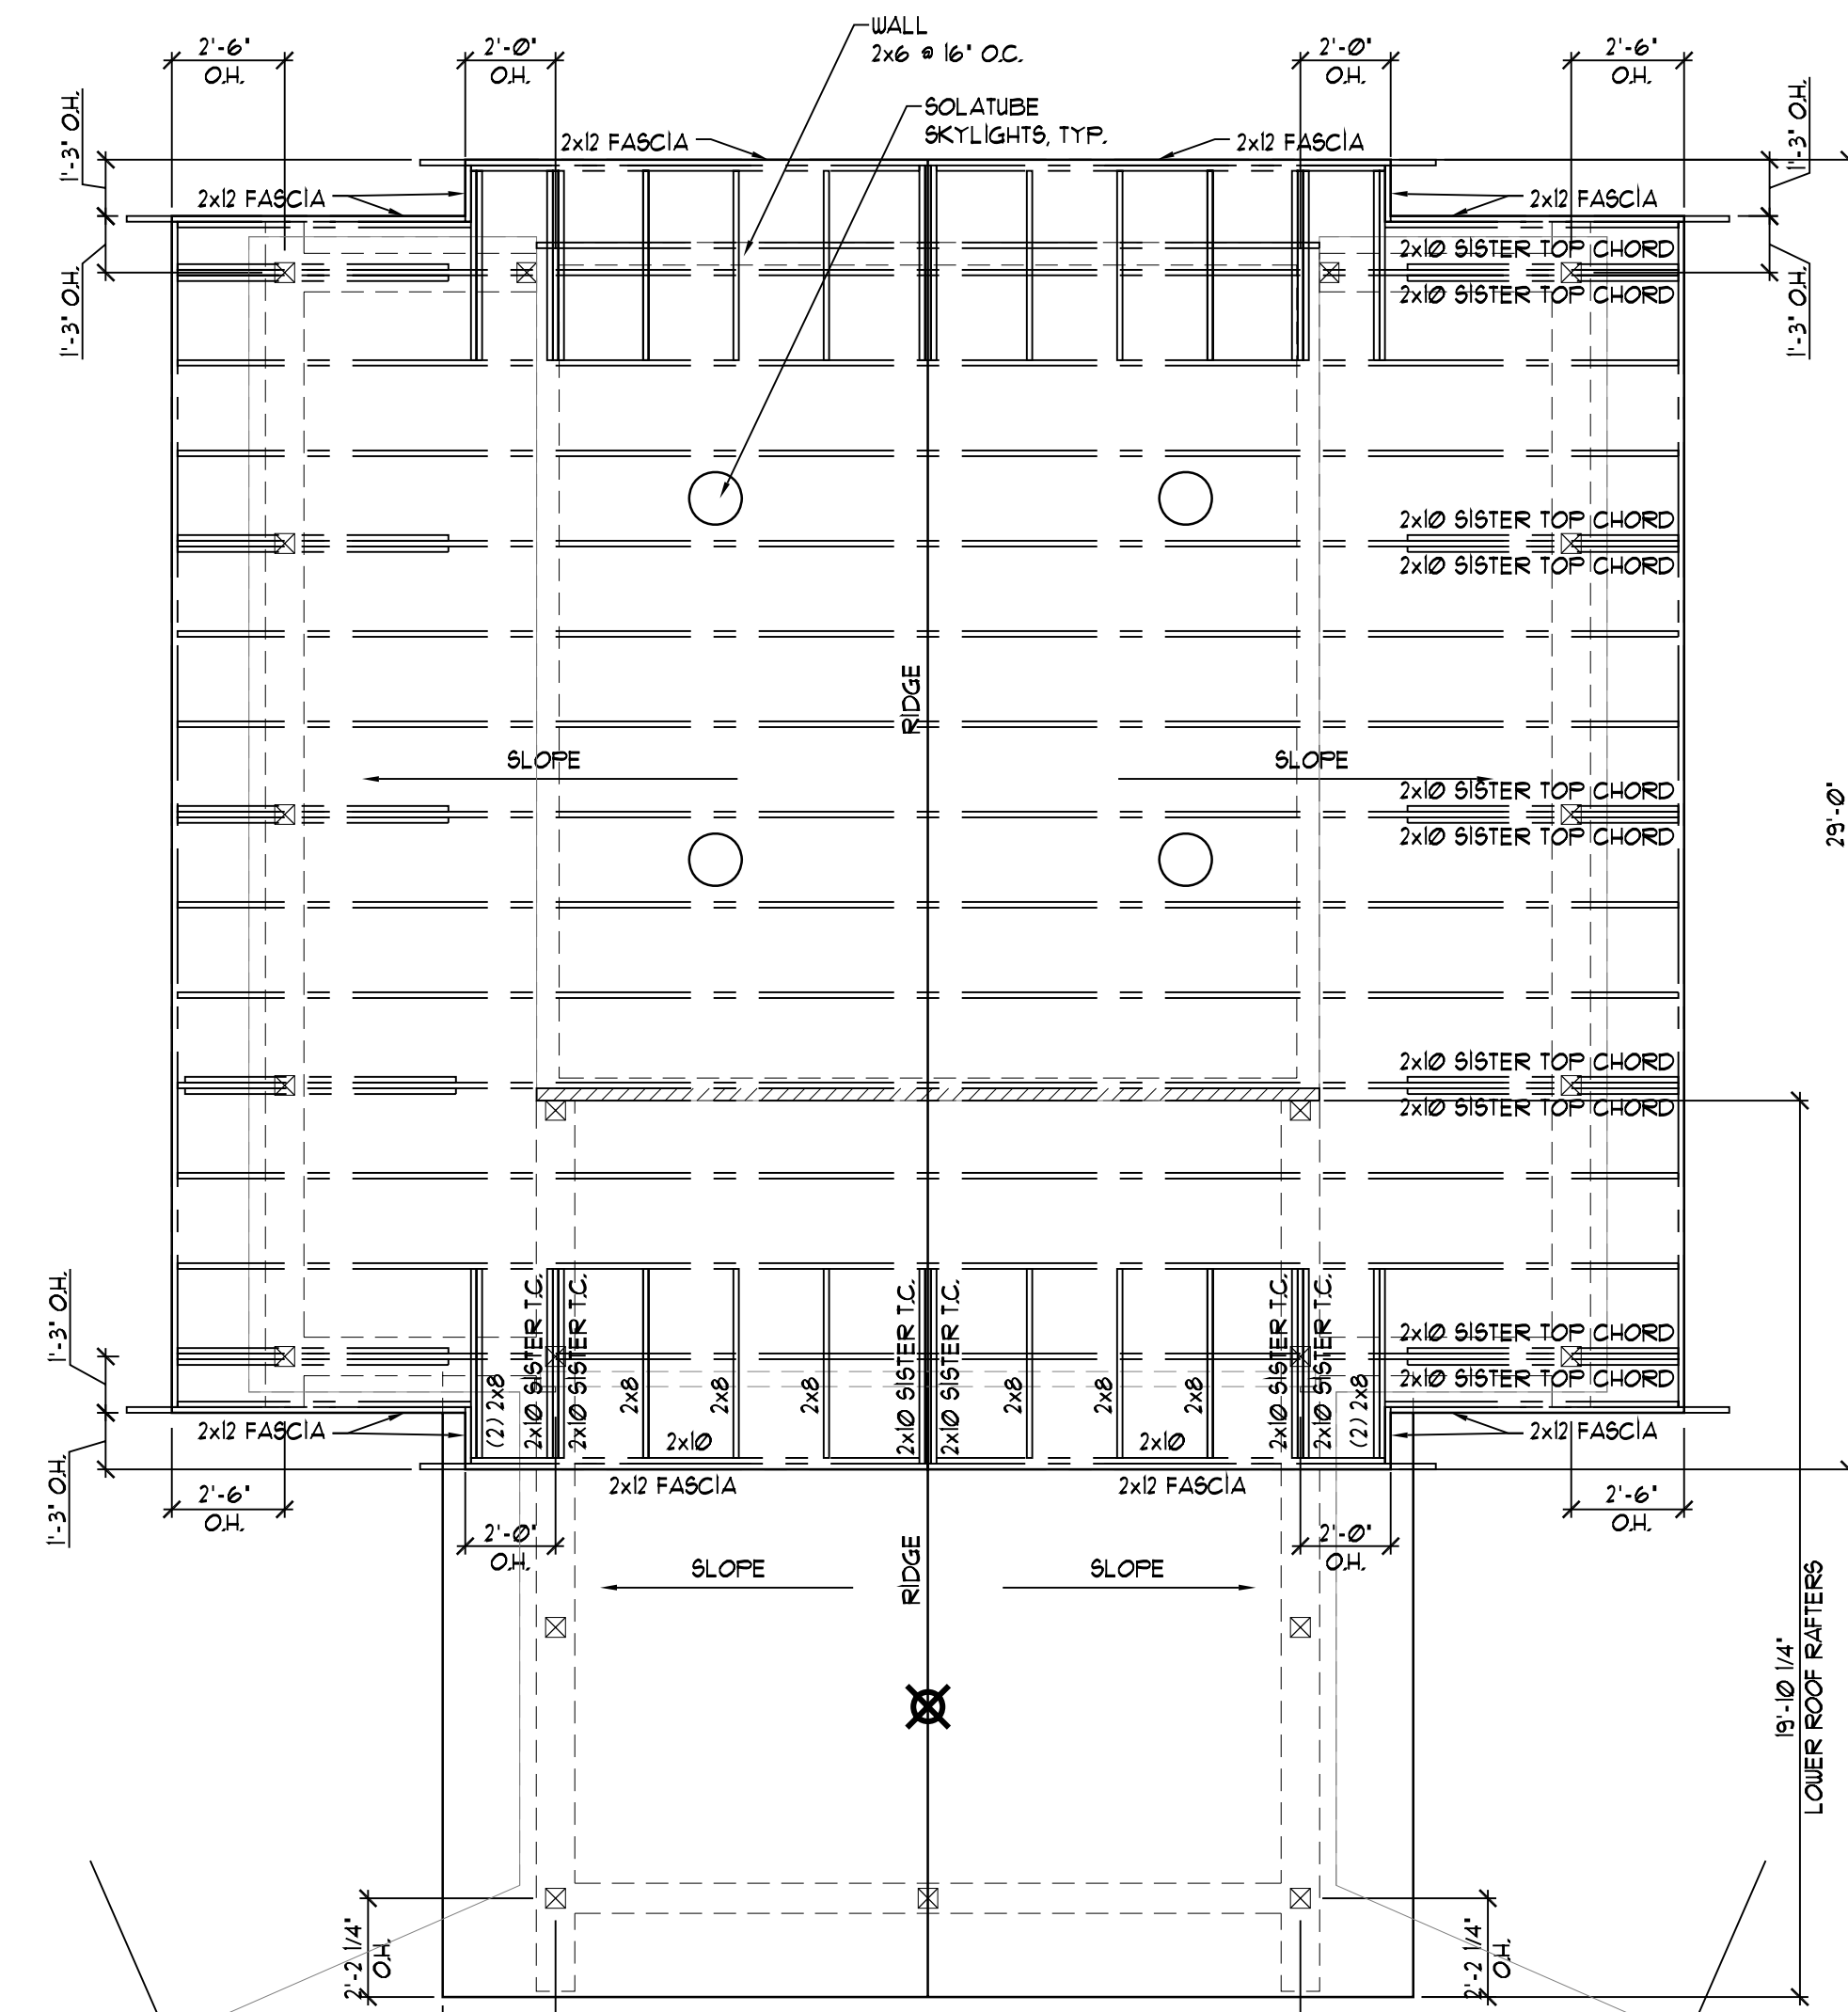 WALL
2x6 @ 16" O.C.
2'-6"
O.H.
2'-0"
O.H.
2'-0"
O.H.
2'-6"
O.H.
SOLATUBE
SKYLIGHTS, TYP.
1'-3" O.H.
1'-3" O.H.
2x12 FASCIA
2x12 FASCIA
2x12 FASCIA
2x12 FASCIA
1'-3" O.H.
1'-3" O.H.
2x10 SISTER TOP CHORD
2x10 SISTER TOP CHORD
2x10 SISTER TOP CHORD
2x10 SISTER TOP CHORD
RIDGE
SLOPE
SLOPE
2x10 SISTER TOP CHORD
2x10 SISTER TOP CHORD
29'-0"
2x10 SISTER TOP CHORD
2x10 SISTER TOP CHORD
1'-3" O.H.
1'-3" O.H.
2x10 SISTER TOP CHORD
2x10 SISTER TOP CHORD
(2) 2x8
2x10 SISTER T.C.
2x10 SISTER T.C.
2x8
2x8
2x8
2x10 SISTER T.C.
2x10 SISTER T.C.
2x8
2x8
2x8
2x10 SISTER T.C.
2x10 SISTER T.C.
(2) 2x8
2x12 FASCIA
2x10
2x10
2x12 FASCIA
2x12 FASCIA
2x12 FASCIA
2'-6"
O.H.
2'-0"
O.H.
2'-0"
O.H.
2'-6"
O.H.
RIDGE
SLOPE
SLOPE
19'-10 1/4"
LOWER ROOF RAFTERS
2'-2 1/4"
O.H.
2'-2 1/4"
O.H.